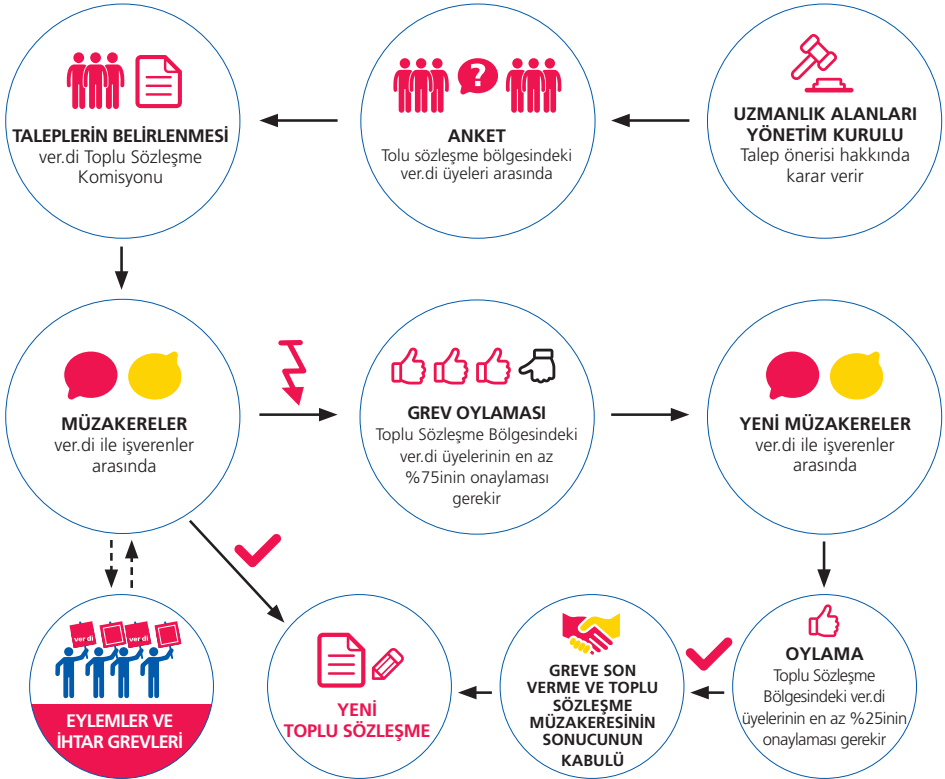 TALEPLERİN BELİRLENMESİ
ver.di Toplu Sözleşme
Komisyonu
?
ANKET
Tolu sözleşme bölgesindeki
ver.di üyeleri arasında
UZMANLIK ALANLARI
YÖNETİM KURULU
Talep önerisi hakkında
karar verir
MÜZAKERELER
ver.di ile işverenler
arasında
GREV OYLAMASI
Toplu Sözleşme Bölgesindeki
ver.di üyelerinin en az
%75inin onaylaması
gerekir
YENİ MÜZAKERELER
ver.di ile işverenler
arasında
ver di
ver di
EYLEMLER VE
İHTAR GREVLERİ
YENİ
TOPLU SÖZLEŞME
GREVE SON
VERME VE TOPLU
SÖZLEŞME
MÜZAKERESİNİN
SONUCUNUN
KABULÜ
OYLAMA
Toplu Sözleşme
Bölgesindeki ver.di
üyelerinin en az %25inin
onaylaması gerekir